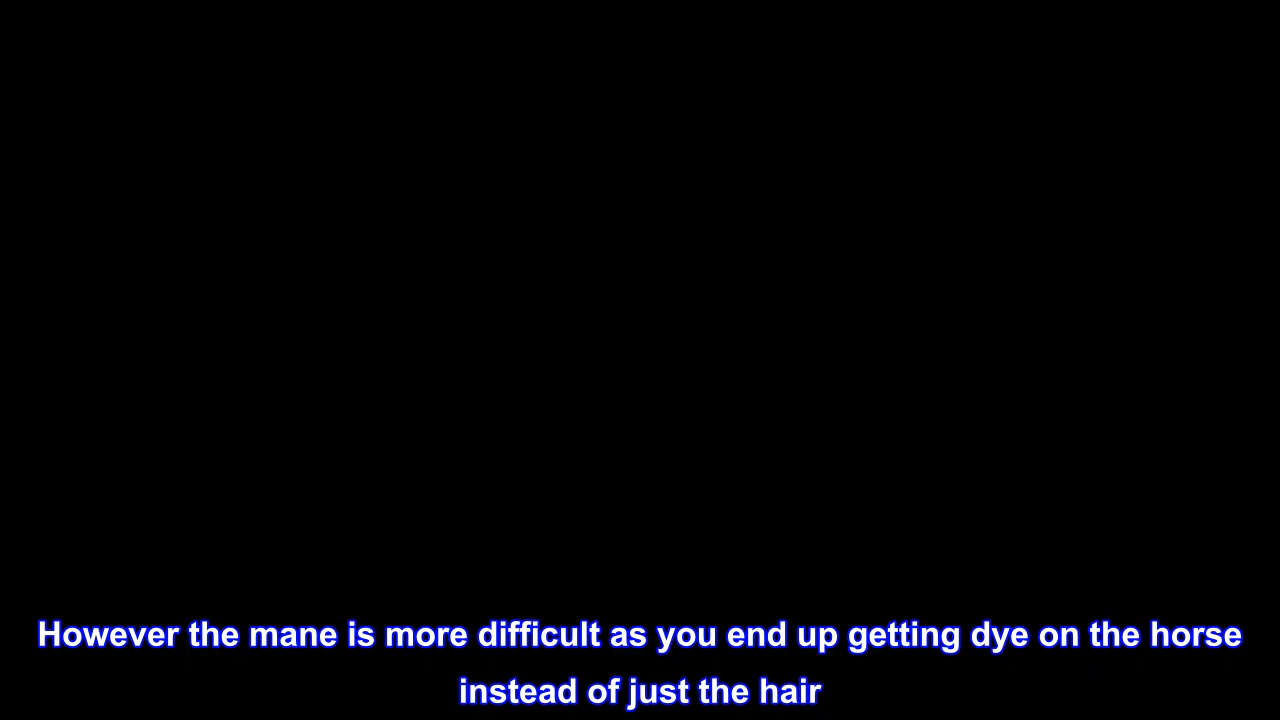 However the mane is more difficult as you end up getting dye on the horse
instead of just the hair